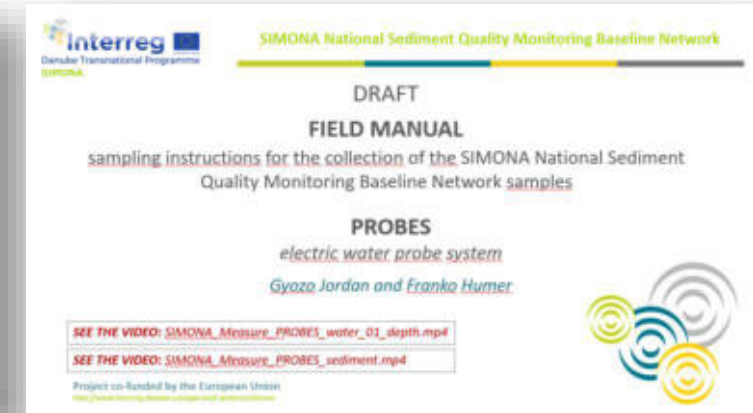 Interreg
Danube Transnational Programme
SIMONA
SIMONA National Sediment Quality Monitoring Baseline Network
DRAFT
FIELD MANUAL
sampling instructions for the collection of the SIMONA National Sediment
Quality Monitoring Baseline Network samples
PROBES
electric water probe system
Gyozo Jordan and Franko Humer
SEE THE VIDEO: SIMONA_Measure_PROBES_water_01_depth.mp4
SEE THE VIDEO: SIMONA_Measure_PROBES_sediment.mp4
Project co-funded by the European Union